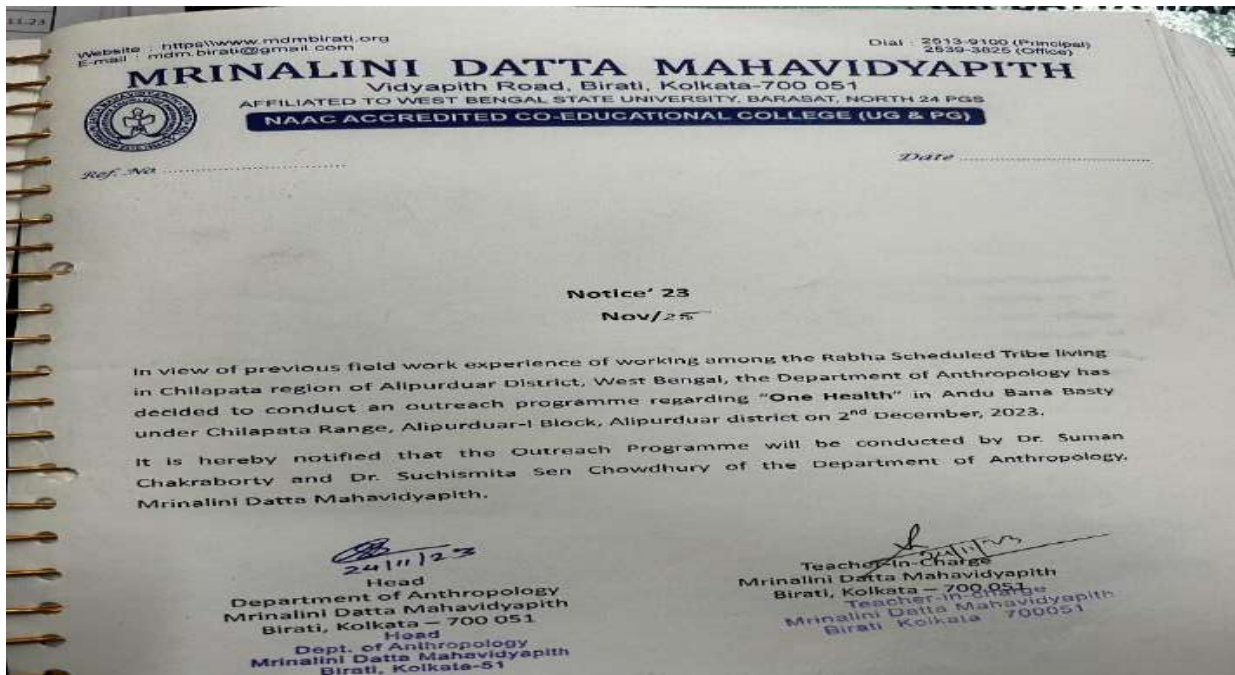 11.23
Website : https\\www.mdmbirati.org
E-mail : mdm.birati@gmail.com
Dial : 2513-9100 (Principal)
2539-3825 (Office)
MRINALINI DATTA MAHAVIDYAPITH
Vidyapith Road, Birati, Kolkata-700 051
AFFILIATED TO WEST BENGAL STATE UNIVERSITY, BARASAT, NORTH 24 PGS
NAAC ACCREDITED CO-EDUCATIONAL COLLEGE (UG & PG)
Ref. No ..............................
Date ..............................
Notice' 23
Nov/25
In view of previous field work experience of working among the Rabha Scheduled Tribe living
in Chilapata region of Alipurduar District, West Bengal, the Department of Anthropology has
decided to conduct an outreach programme regarding "One Health" in Andu Bana Basty
under Chilapata Range, Alipurduar-I Block, Alipurduar district on 2nd December, 2023.
It is hereby notified that the Outreach Programme will be conducted by Dr. Suman
Chakraborty and Dr. Suchismita Sen Chowdhury of the Department of Anthropology,
Mrinalini Datta Mahavidyapith.
24/11/23
Head
Department of Anthropology
Mrinalini Datta Mahavidyapith
Birati, Kolkata – 700 051
Head
Dept. of Anthropology
Mrinalini Datta Mahavidyapith
Birati, Kolkata-51
24/11/23
Teacher-In-Charge
Mrinalini Datta Mahavidyapith
Birati, Kolkata – 700 051
Teacher-in-charge
Mrinalini Datta Mahavidyapith
Birati Kolkata 700051